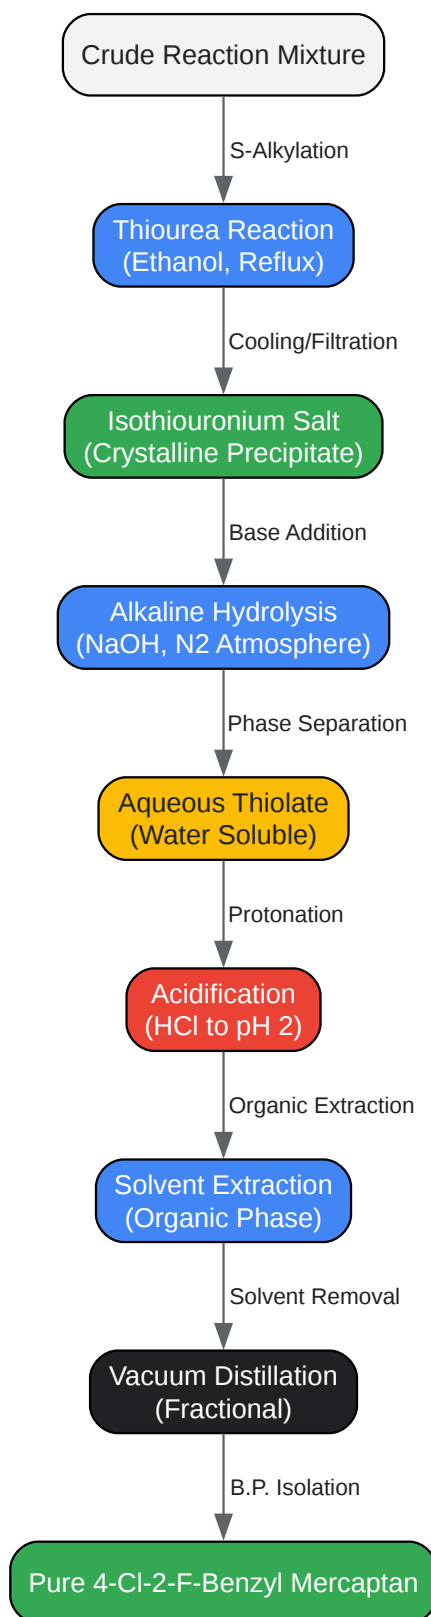 Crude Reaction Mixture
S-Alkylation
Thiourea Reaction
(Ethanol, Reflux)
Cooling/Filtration
Isothiouronium Salt
(Crystalline Precipitate)
Base Addition
Alkaline Hydrolysis
(NaOH, N2 Atmosphere)
Phase Separation
Aqueous Thiolate
(Water Soluble)
Protonation
Acidification
(HCl to pH 2)
Organic Extraction
Solvent Extraction
(Organic Phase)
Solvent Removal
Vacuum Distillation
(Fractional)
B.P. Isolation
Pure 4-Cl-2-F-Benzyl Mercaptan